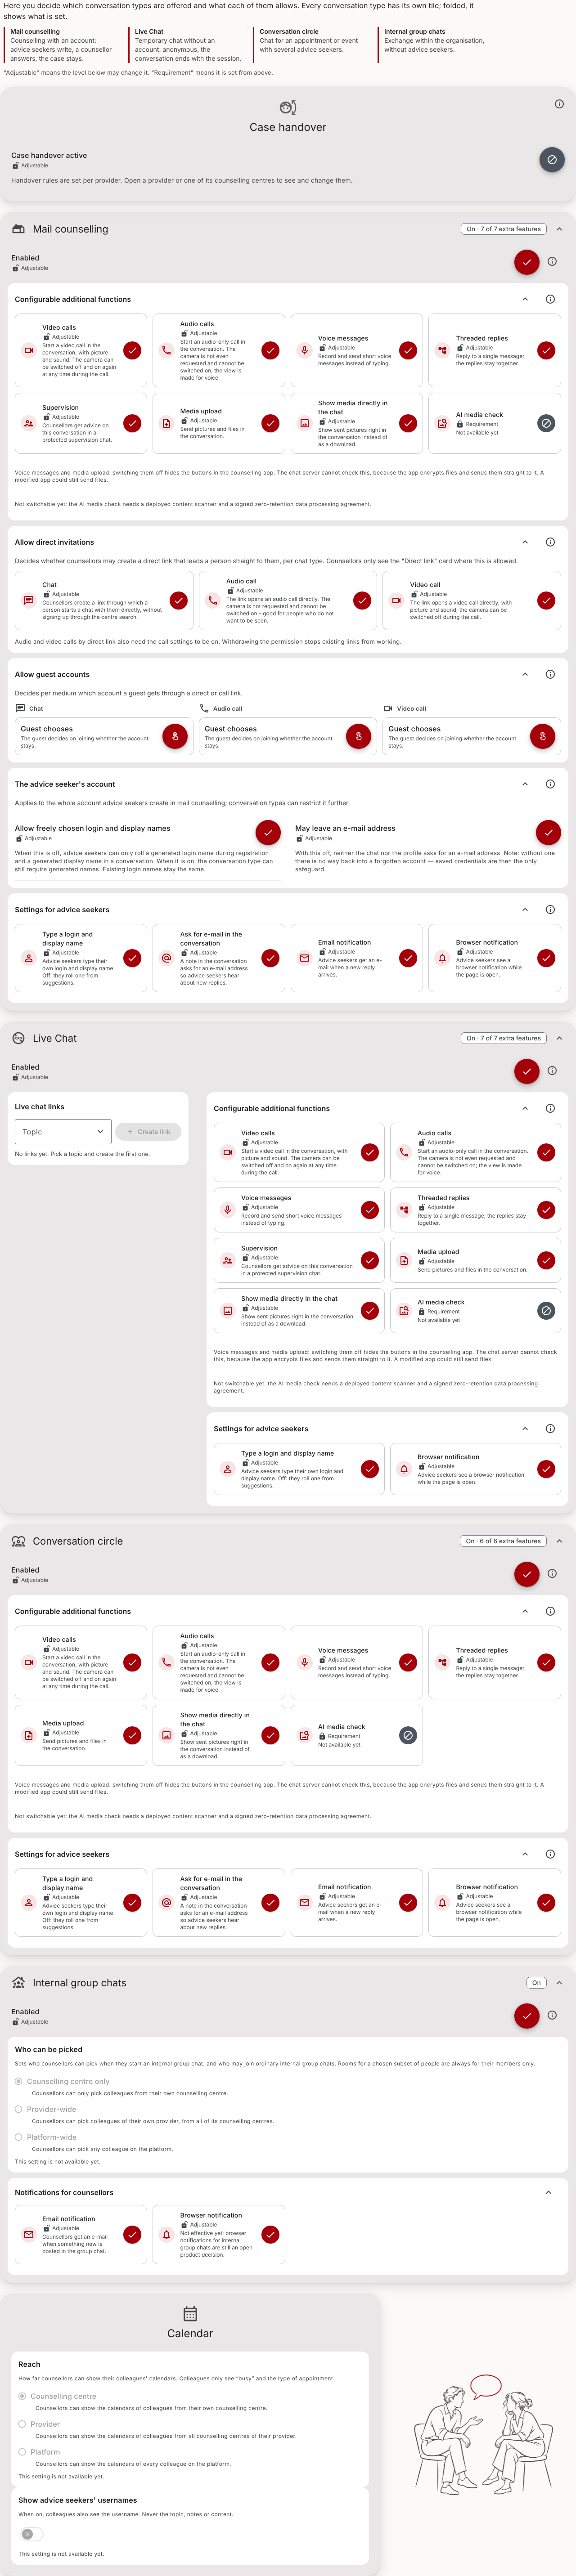 Here you decide which conversation types are offered and what each of them allows. Every conversation type has its own tile; folded, it
shows what is set.
Mail counselling
Counselling with an account:
advice seekers write, a counsellor
answers, the case stays.
Live Chat
Temporary chat without an
account: anonymous, the
conversation ends with the session.
Conversation circle
Chat for an appointment or event
with several advice seekers.
Internal group chats
Exchange within the organisation,
without advice seekers.
"Adjustable" means the level below may change it. "Requirement" means it is set from above.
Case handover
Case handover active
Adjustable
Handover rules are set per provider. Open a provider or one of its counselling centres to see and change them.
Mail counselling
On · 7 of 7 extra features
Enabled
Adjustable
Configurable additional functions
Video calls
Adjustable
Start a video call in the
conversation, with picture
and sound. The camera can
be switched off and on again
at any time during the call.
Audio calls
Adjustable
Start an audio-only call in
the conversation. The
camera is not even
requested and cannot be
switched on; the view is
made for voice.
Voice messages
Adjustable
Record and send short voice
messages instead of typing.
Threaded replies
Adjustable
Reply to a single message;
the replies stay together.
Supervision
Adjustable
Counsellors get advice on
this conversation in a
protected supervision chat.
Media upload
Adjustable
Send pictures and files in
the conversation.
Show media directly in
the chat
Adjustable
Show sent pictures right in
the conversation instead of
as a download.
AI media check
Requirement
Not available yet
Voice messages and media upload: switching them off hides the buttons in the counselling app. The chat server cannot check this, because the app encrypts files and sends them straight to it. A
modified app could still send files.
Not switchable yet: the AI media check needs a deployed content scanner and a signed zero-retention data processing agreement.
Allow direct invitations
Decides whether counsellors may create a direct link that leads a person straight to them, per chat type. Counsellors only see the "Direct link" card where this is allowed.
Chat
Adjustable
Counsellors create a link through which a
person starts a chat with them directly, without
signing up through the centre search.
Audio call
Adjustable
The link opens an audio call directly. The
camera is not requested and cannot be
switched on – good for people who do not
want to be seen.
Video call
Adjustable
The link opens a video call directly, with
picture and sound; the camera can be
switched off during the call.
Audio and video calls by direct link also need the call settings to be on. Withdrawing the permission stops existing links from working.
Allow guest accounts
Decides per medium which account a guest gets through a direct or call link.
Chat
Audio call
Video call
Guest chooses
The guest decides on joining whether the account
stays.
Guest chooses
The guest decides on joining whether the account
stays.
Guest chooses
The guest decides on joining whether the account
stays.
The advice seeker's account
Applies to the whole account advice seekers create in mail counselling; conversation types can restrict it further.
Allow freely chosen login and display names
Adjustable
When this is off, advice seekers can only roll a generated login name during registration
and a generated display name in a conversation. When it is on, the conversation type can
still require generated names. Existing login names stay the same.
May leave an e-mail address
Adjustable
With this off, neither the chat nor the profile asks for an e-mail address. Note: without one
there is no way back into a forgotten account — saved credentials are then the only
safeguard.
Settings for advice seekers
Type a login and
display name
Adjustable
Advice seekers type their
own login and display name.
Off: they roll one from
suggestions.
Ask for e-mail in the
conversation
Adjustable
A note in the conversation
asks for an e-mail address
so advice seekers hear
about new replies.
Email notification
Adjustable
Advice seekers get an e-
mail when a new reply
arrives.
Browser notification
Adjustable
Advice seekers see a
browser notification while
the page is open.
Live Chat
On · 7 of 7 extra features
Enabled
Adjustable
Live chat links
Topic
Create link
No links yet. Pick a topic and create the first one.
Configurable additional functions
Video calls
Adjustable
Start a video call in the conversation, with
picture and sound. The camera can be
switched off and on again at any time
during the call.
Audio calls
Adjustable
Start an audio-only call in the conversation.
The camera is not even requested and
cannot be switched on; the view is made
for voice.
Voice messages
Adjustable
Record and send short voice messages
instead of typing.
Threaded replies
Adjustable
Reply to a single message; the replies stay
together.
Supervision
Adjustable
Counsellors get advice on this conversation
in a protected supervision chat.
Media upload
Adjustable
Send pictures and files in the conversation.
Show media directly in the chat
Adjustable
Show sent pictures right in the conversation
instead of as a download.
AI media check
Requirement
Not available yet
Voice messages and media upload: switching them off hides the buttons in the counselling app. The chat server cannot check
this, because the app encrypts files and sends them straight to it. A modified app could still send files.
Not switchable yet: the AI media check needs a deployed content scanner and a signed zero-retention data processing
agreement.
Settings for advice seekers
Type a login and display name
Adjustable
Advice seekers type their own login and
display name. Off: they roll one from
suggestions.
Browser notification
Adjustable
Advice seekers see a browser notification
while the page is open.
Conversation circle
On · 6 of 6 extra features
Enabled
Adjustable
Configurable additional functions
Video calls
Adjustable
Start a video call in the
conversation, with picture
and sound. The camera can
be switched off and on again
at any time during the call.
Audio calls
Adjustable
Start an audio-only call in
the conversation. The
camera is not even
requested and cannot be
switched on; the view is
made for voice.
Voice messages
Adjustable
Record and send short voice
messages instead of typing.
Threaded replies
Adjustable
Reply to a single message;
the replies stay together.
Media upload
Adjustable
Send pictures and files in
the conversation.
Show media directly in
the chat
Adjustable
Show sent pictures right in
the conversation instead of
as a download.
AI media check
Requirement
Not available yet
Voice messages and media upload: switching them off hides the buttons in the counselling app. The chat server cannot check this, because the app encrypts files and sends them straight to it. A
modified app could still send files.
Not switchable yet: the AI media check needs a deployed content scanner and a signed zero-retention data processing agreement.
Settings for advice seekers
Type a login and
display name
Adjustable
Advice seekers type their
own login and display name.
Off: they roll one from
suggestions.
Ask for e-mail in the
conversation
Adjustable
A note in the conversation
asks for an e-mail address
so advice seekers hear
about new replies.
Email notification
Adjustable
Advice seekers get an e-
mail when a new reply
arrives.
Browser notification
Adjustable
Advice seekers see a
browser notification while
the page is open.
Internal group chats
On
Enabled
Adjustable
Who can be picked
Sets who counsellors can pick when they start an internal group chat, and who may join ordinary internal group chats. Rooms for a chosen subset of people are always for their members only.
Counselling centre only
Counsellors can only pick colleagues from their own counselling centre.
Provider-wide
Counsellors can pick colleagues of their own provider, from all of its counselling centres.
Platform-wide
Counsellors can pick any colleague on the platform.
This setting is not available yet.
Notifications for counsellors
Email notification
Adjustable
Counsellors get an e-mail
when something new is
posted in the group chat.
Browser notification
Adjustable
Not effective yet: browser
notifications for internal
group chats are still an open
product decision.
Calendar
Reach
How far counsellors can show their colleagues' calendars. Colleagues only see "busy" and the type of appointment.
Counselling centre
Counsellors can show the calendars of colleagues from their own counselling centre.
Provider
Counsellors can show the calendars of colleagues from all counselling centres of their provider.
Platform
Counsellors can show the calendars of every colleague on the platform.
This setting is not available yet.
Show advice seekers' usernames
When on, colleagues also see the username. Never the topic, notes or content.
This setting is not available yet.